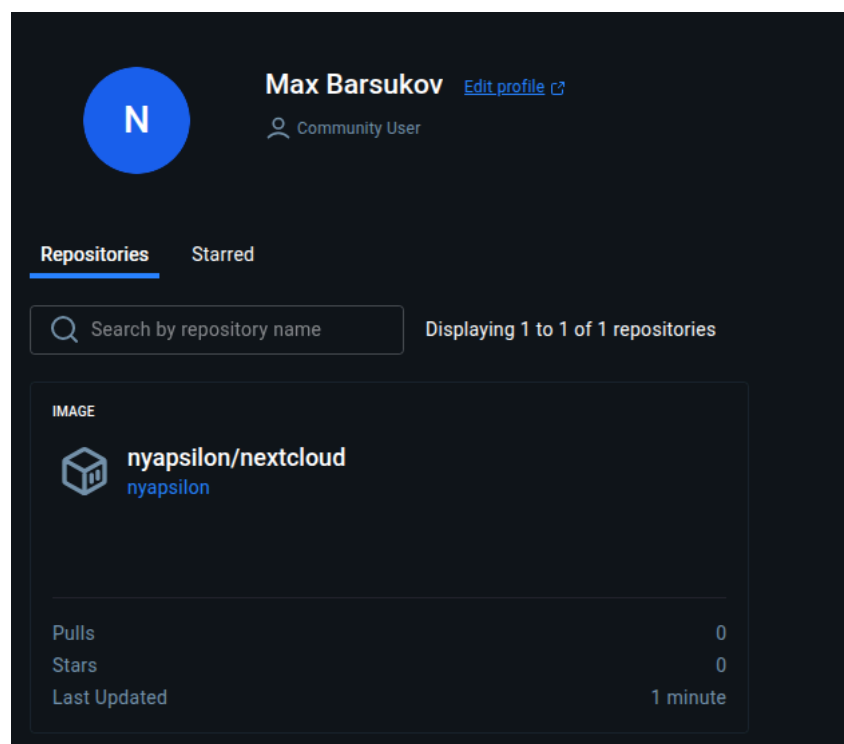 N
Max Barsukov Edit profile
Community User
Repositories Starred
Search by repository name Displaying 1 to 1 of 1 repositories
IMAGE
nyapsilon/nextcloud
nyapsilon
Pulls 0
Stars 0
Last Updated 1 minute